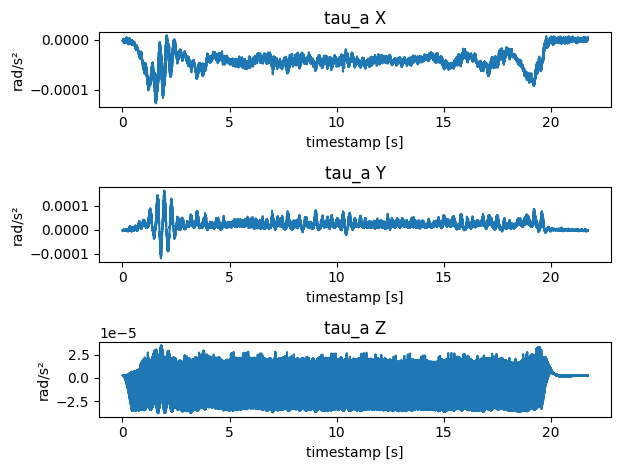 tau_a X
0.0000
−0.0001
rad/s²
0 5 10 15 20
timestamp [s]
tau_a Y
0.0001
0.0000
−0.0001
rad/s²
0 5 10 15 20
timestamp [s]
tau_a Z
1e−5
2.5
0.0
−2.5
rad/s²
0 5 10 15 20
timestamp [s]